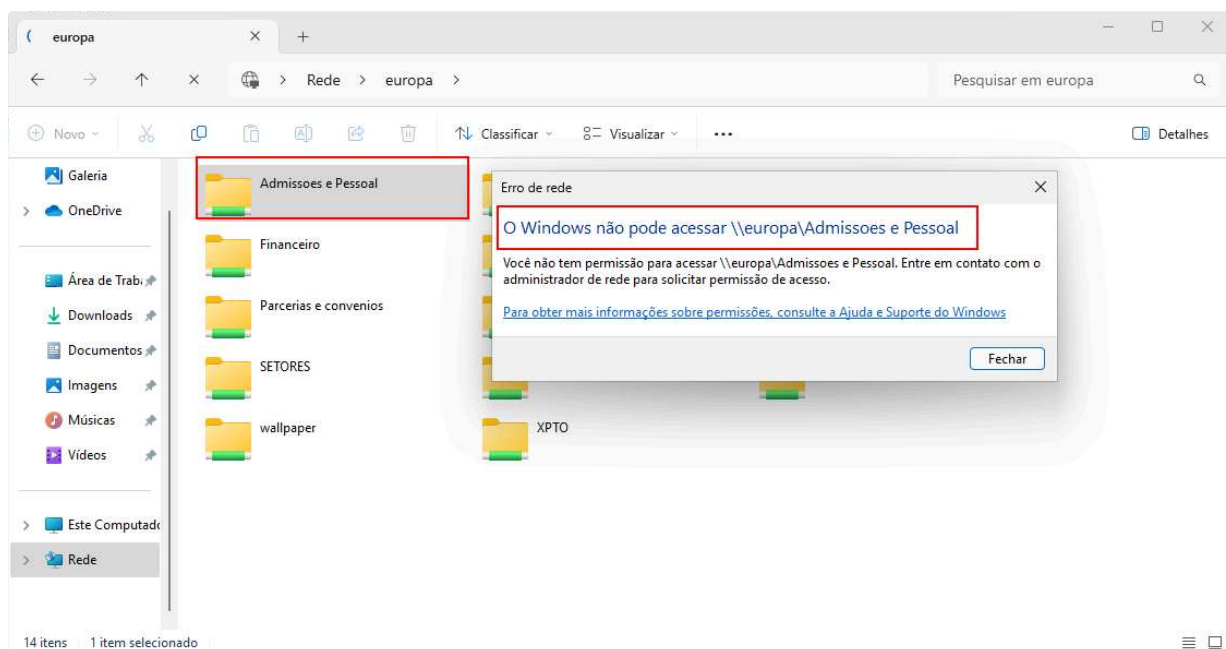 europa
Rede > europa >
Pesquisar em europa
Novo
Classificar
Visualizar
Detalhes
Galeria
OneDrive
Área de Trab
Downloads
Documentos
Imagens
Músicas
Vídeos
Este Computad
Rede
Admissoes e Pessoal
Financeiro
Parcerias e convenios
SETORES
wallpaper
XPTO
Erro de rede
O Windows não pode acessar \\europa\Admissoes e Pessoal
Você não tem permissão para acessar \\europa\Admissoes e Pessoal. Entre em contato com o
administrador de rede para solicitar permissão de acesso.
Para obter mais informações sobre permissões, consulte a Ajuda e Suporte do Windows
Fechar
14 itens 1 item selecionado